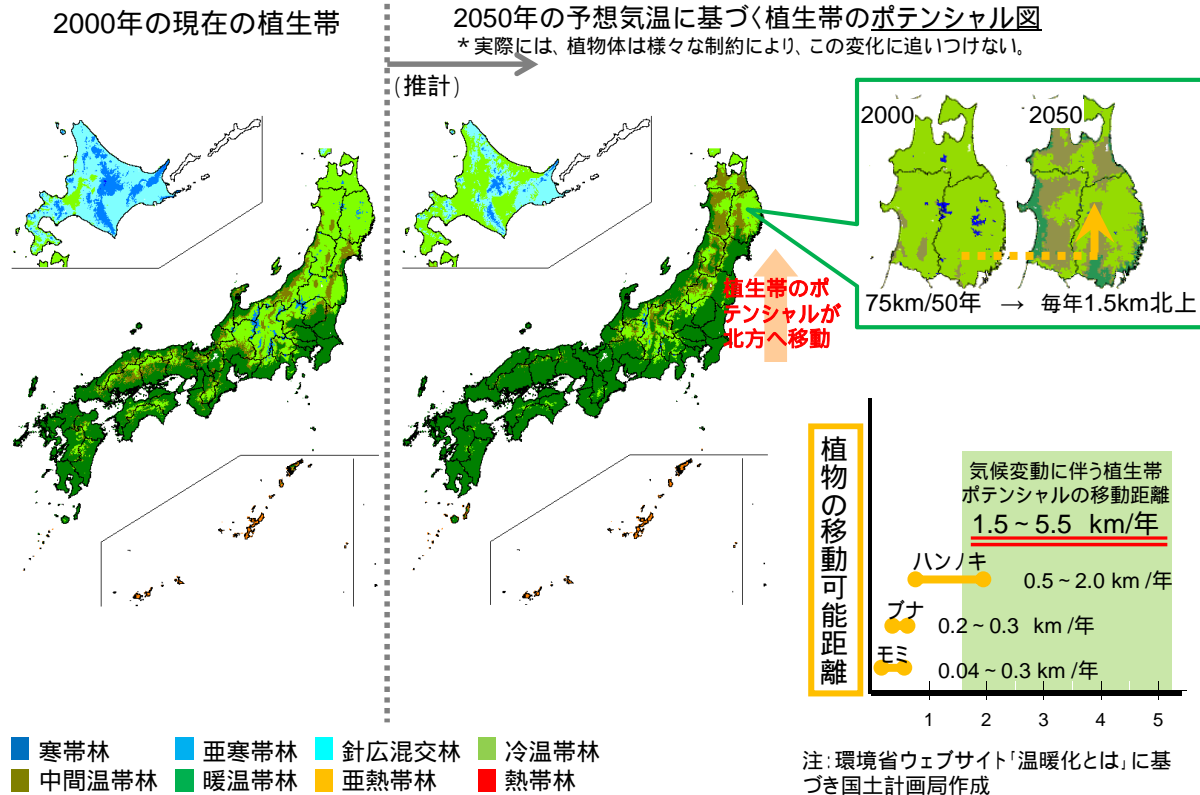 2000年の現在の植生帯
2050年の予想気温に基づく植生帯のポテンシャル図
＊実際には、植物体は様々な制約により、この変化に追いつけない。
(推計)
2000
2050
75km/50年 → 毎年1.5km北上
植生帯のポ
テンシャルが
北方へ移動
植物の移動可能距離
気候変動に伴う植生帯
ポテンシャルの移動距離
1.5～5.5 km/年
ハンノキ
0.5～2.0 km /年
ブナ
0.2～0.3 km /年
モミ
0.04～0.3 km /年
1 2 3 4 5
寒帯林 亜寒帯林 針広混交林 冷温帯林
中間温帯林 暖温帯林 亜熱帯林 熱帯林
注：環境省ウェブサイト「温暖化とは」に基
づき国土計画局作成